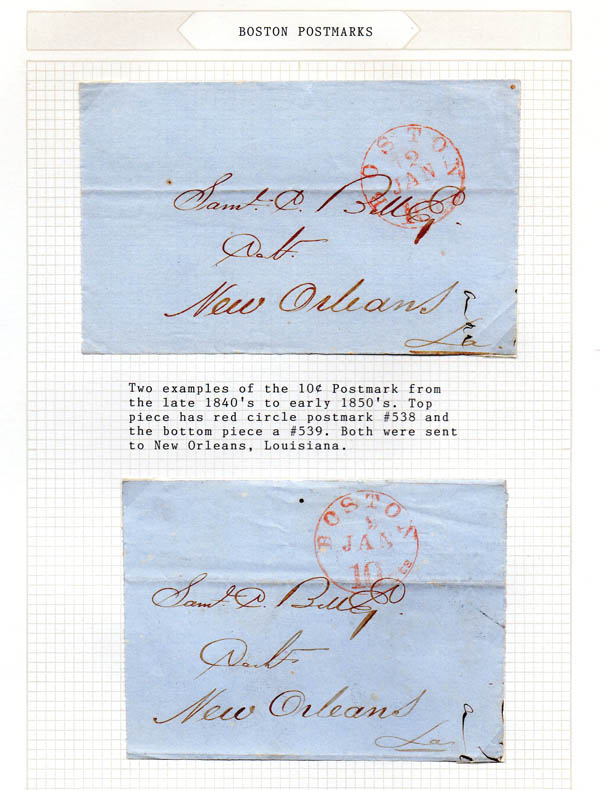 BOSTON POSTMARKS
BOSTON
12
JAN
Saml. C. Bell Esq.
New Orleans
La.
Two examples of the 10¢ Postmark from
the late 1840's to early 1850's. Top
piece has red circle postmark #538 and
the bottom piece a #539. Both were sent
to New Orleans, Louisiana.
BOSTON
JAN
10
Saml. C. Bell Esq.
New Orleans
La.